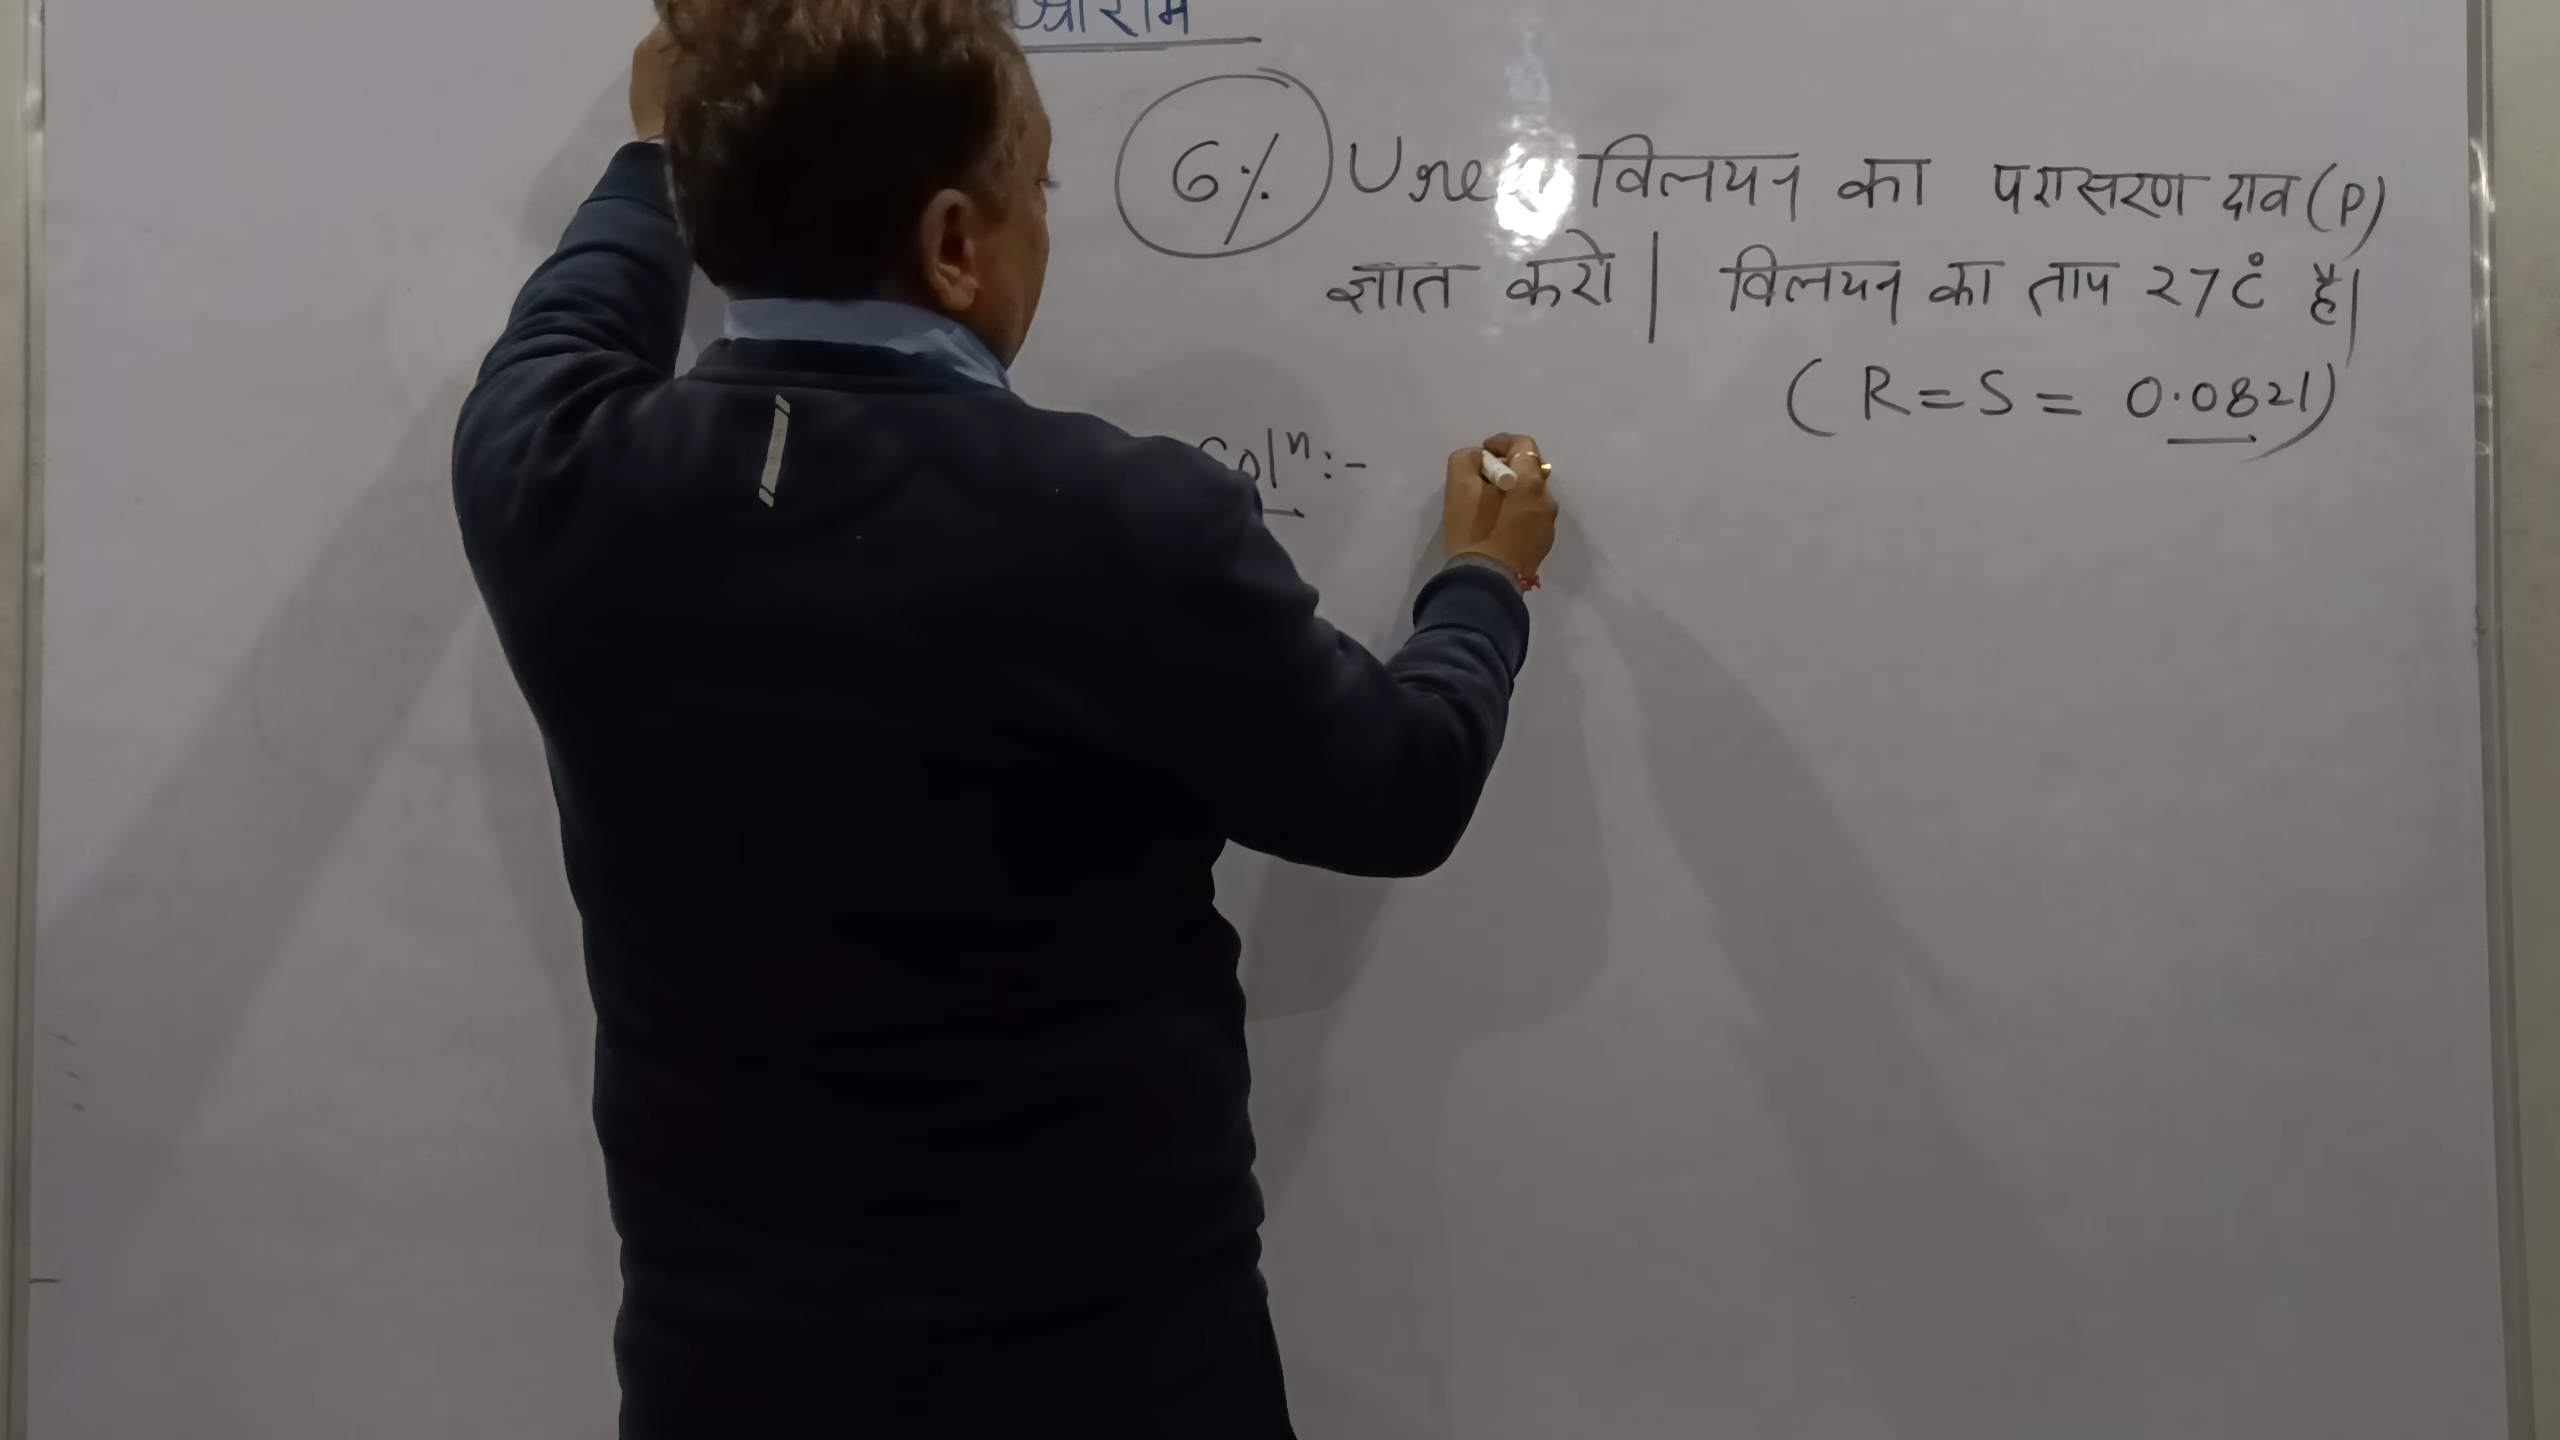 श्री राम
6% Urea विलयन का परासरण दाब (P)
ज्ञात करो | विलयन का ताप 27°C है|
(R=S= 0.0821)
Solⁿ:-